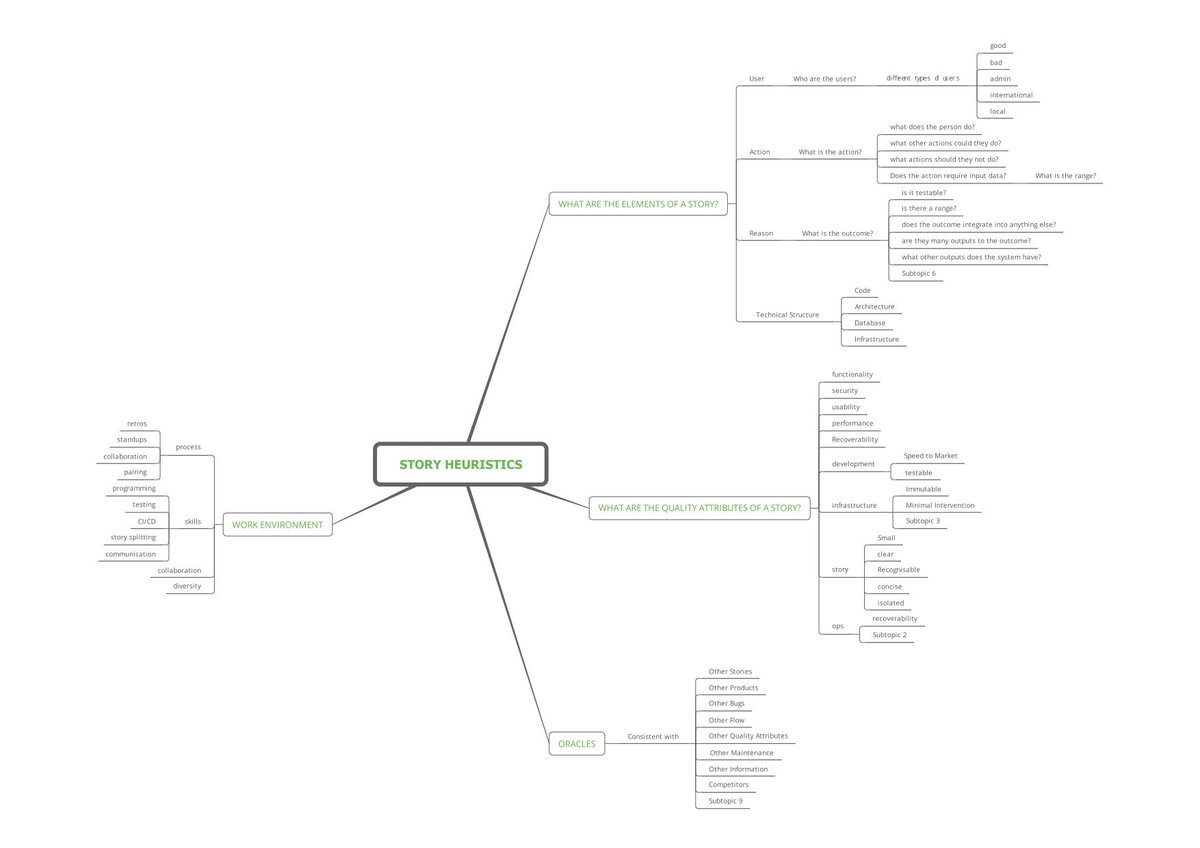 STORY HEURISTICS
WHAT ARE THE ELEMENTS OF A STORY?
User
Who are the users?
different types of users
good
bad
admin
international
local
Action
What is the action?
what does the person do?
what other actions could they do?
what actions should they not do?
Does the action require input data?
What is the range?
Reason
What is the outcome?
is it testable?
is there a range?
does the outcome integrate into anything else?
are they many outputs to the outcome?
what other outputs does the system have?
Subtopic 6
Technical Structure
Code
Architecture
Database
Infrastructure
WHAT ARE THE QUALITY ATTRIBUTES OF A STORY?
functionality
security
usability
performance
Recoverability
development
Speed to Market
testable
infrastructure
Immutable
Minimal Intervention
Subtopic 3
story
Small
clear
Recognisable
concise
isolated
ops
recoverability
Subtopic 2
ORACLES
Consistent with
Other Stories
Other Products
Other Bugs
Other Flow
Other Quality Attributes
Other Maintenance
Other Information
Competitors
Subtopic 9
WORK ENVIRONMENT
process
retros
standups
collaboration
pairing
skills
programming
testing
CI/CD
story splitting
communication
collaboration
diversity